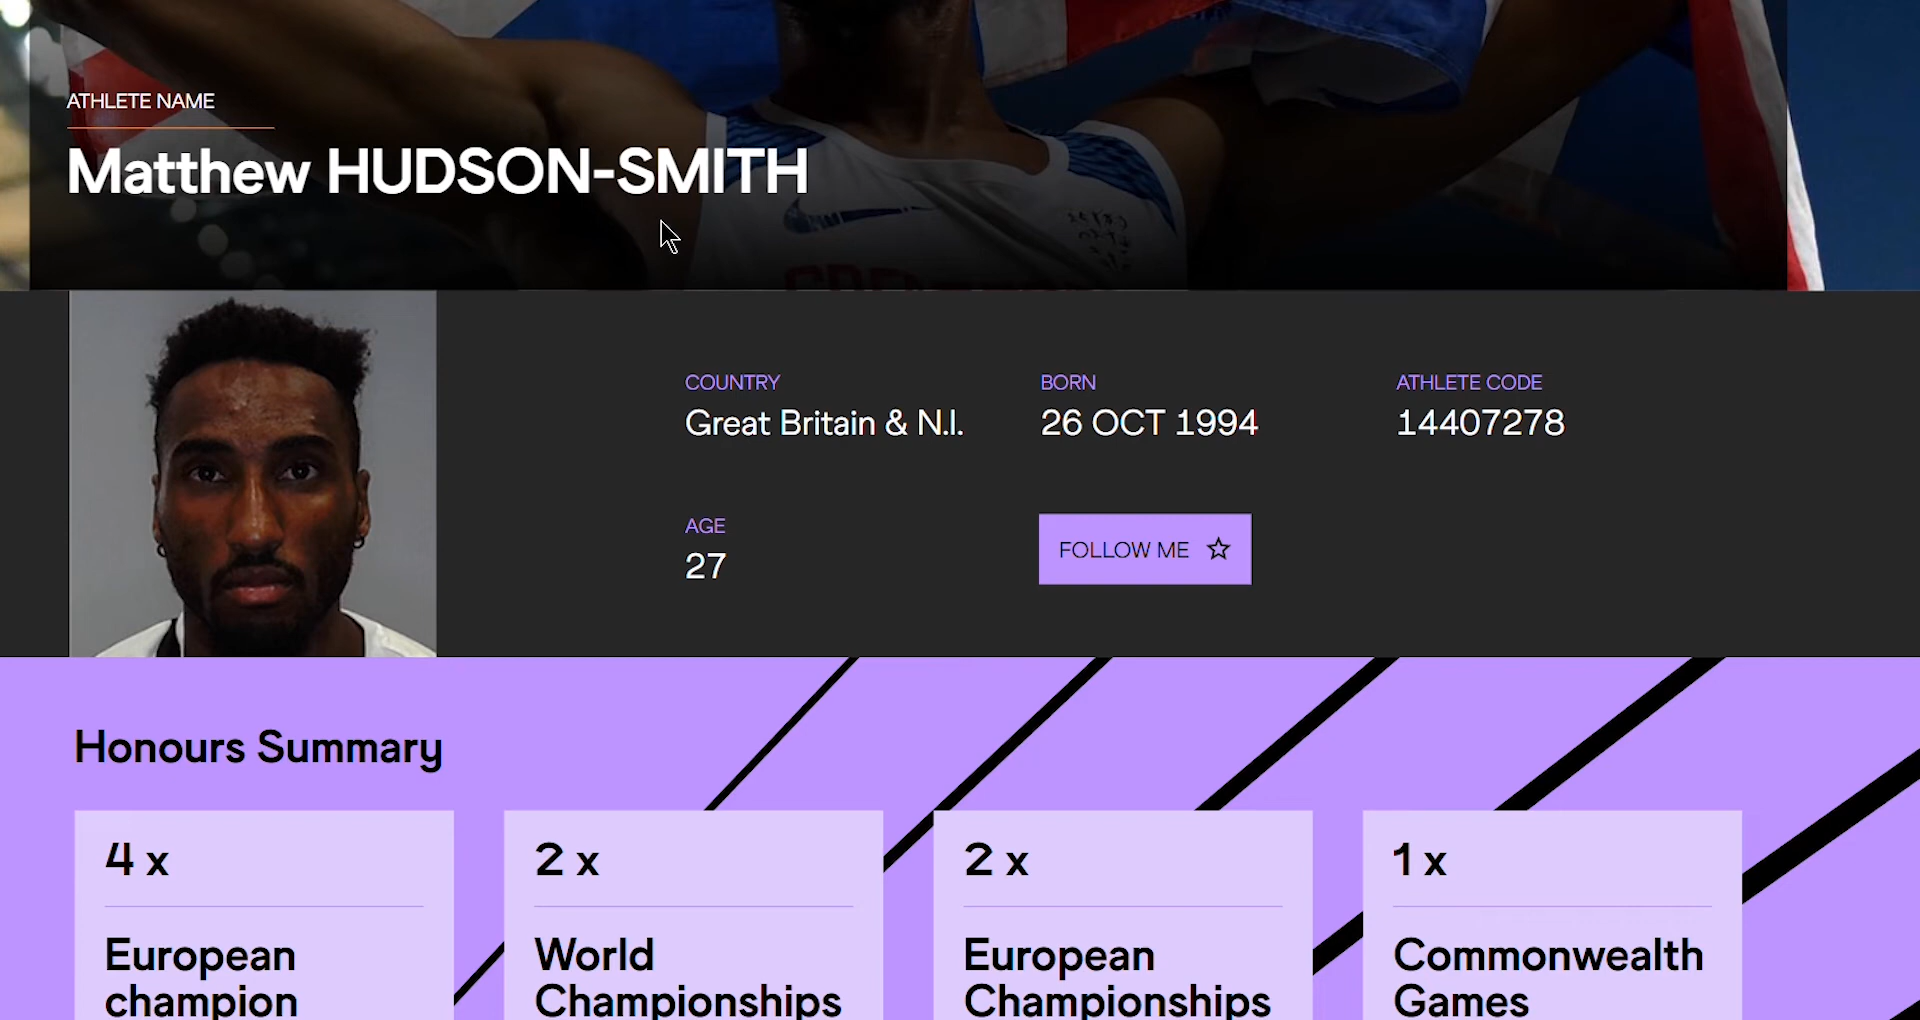 ATHLETE NAME
Matthew HUDSON-SMITH
COUNTRY
Great Britain & N.I.
BORN
26 OCT 1994
ATHLETE CODE
14407278
AGE
27
FOLLOW ME
Honours Summary
4 x
European
champion
2 x
World
Championships
2 x
European
Championships
1 x
Commonwealth
Games